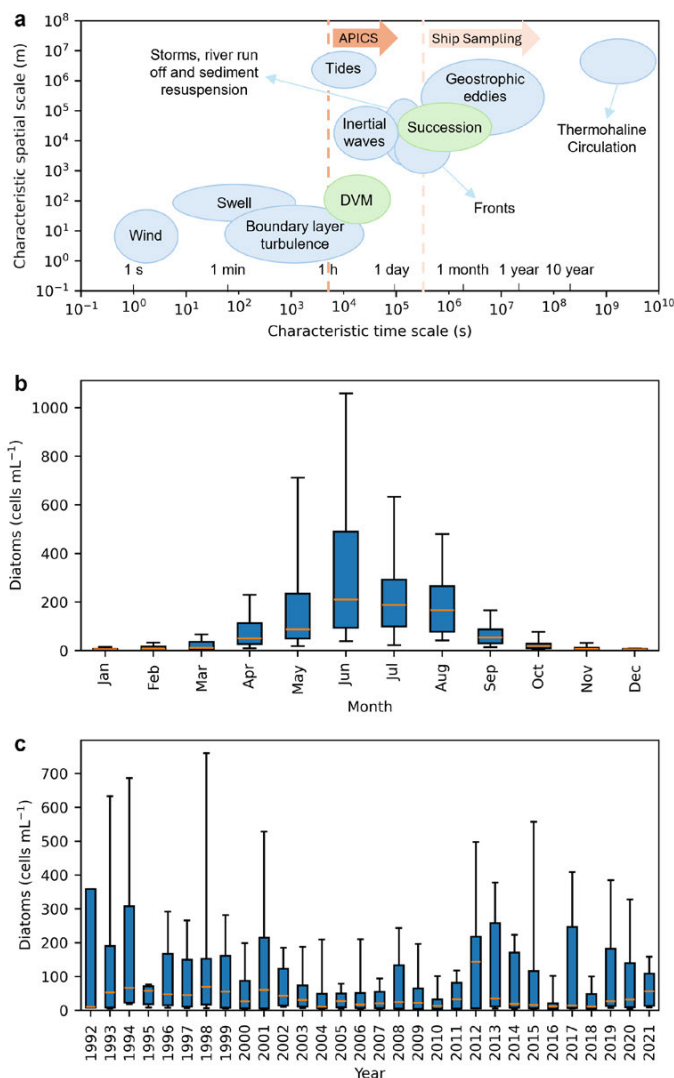 a
APICS
Ship Sampling
Storms, river run
off and sediment
resuspension
Tides
Geostrophic
eddies
Inertial
waves
Succession
Thermohaline
Circulation
DVM
Swell
Fronts
Wind
Boundary layer
turbulence
1 s
1 min
1 h
1 day
1 month
1 year
10 year
10⁸
10⁷
10⁶
10⁵
10⁴
10³
10²
10¹
10⁰
10⁻¹
Characteristic spatial scale (m)
10⁻¹ 10⁰ 10¹ 10² 10³ 10⁴ 10⁵ 10⁶ 10⁷ 10⁸ 10⁹ 10¹⁰
Characteristic time scale (s)
b
1000
800
600
400
200
0
Diatoms (cells mL⁻¹)
Jan Feb Mar Apr May Jun Jul Aug Sep Oct Nov Dec
Month
c
700
600
500
400
300
200
100
0
Diatoms (cells mL⁻¹)
1992 1993 1994 1995 1996 1997 1998 1999 2000 2001 2002 2003 2004 2005 2006 2007 2008 2009 2010 2011 2012 2013 2014 2015 2016 2017 2018 2019 2020 2021
Year